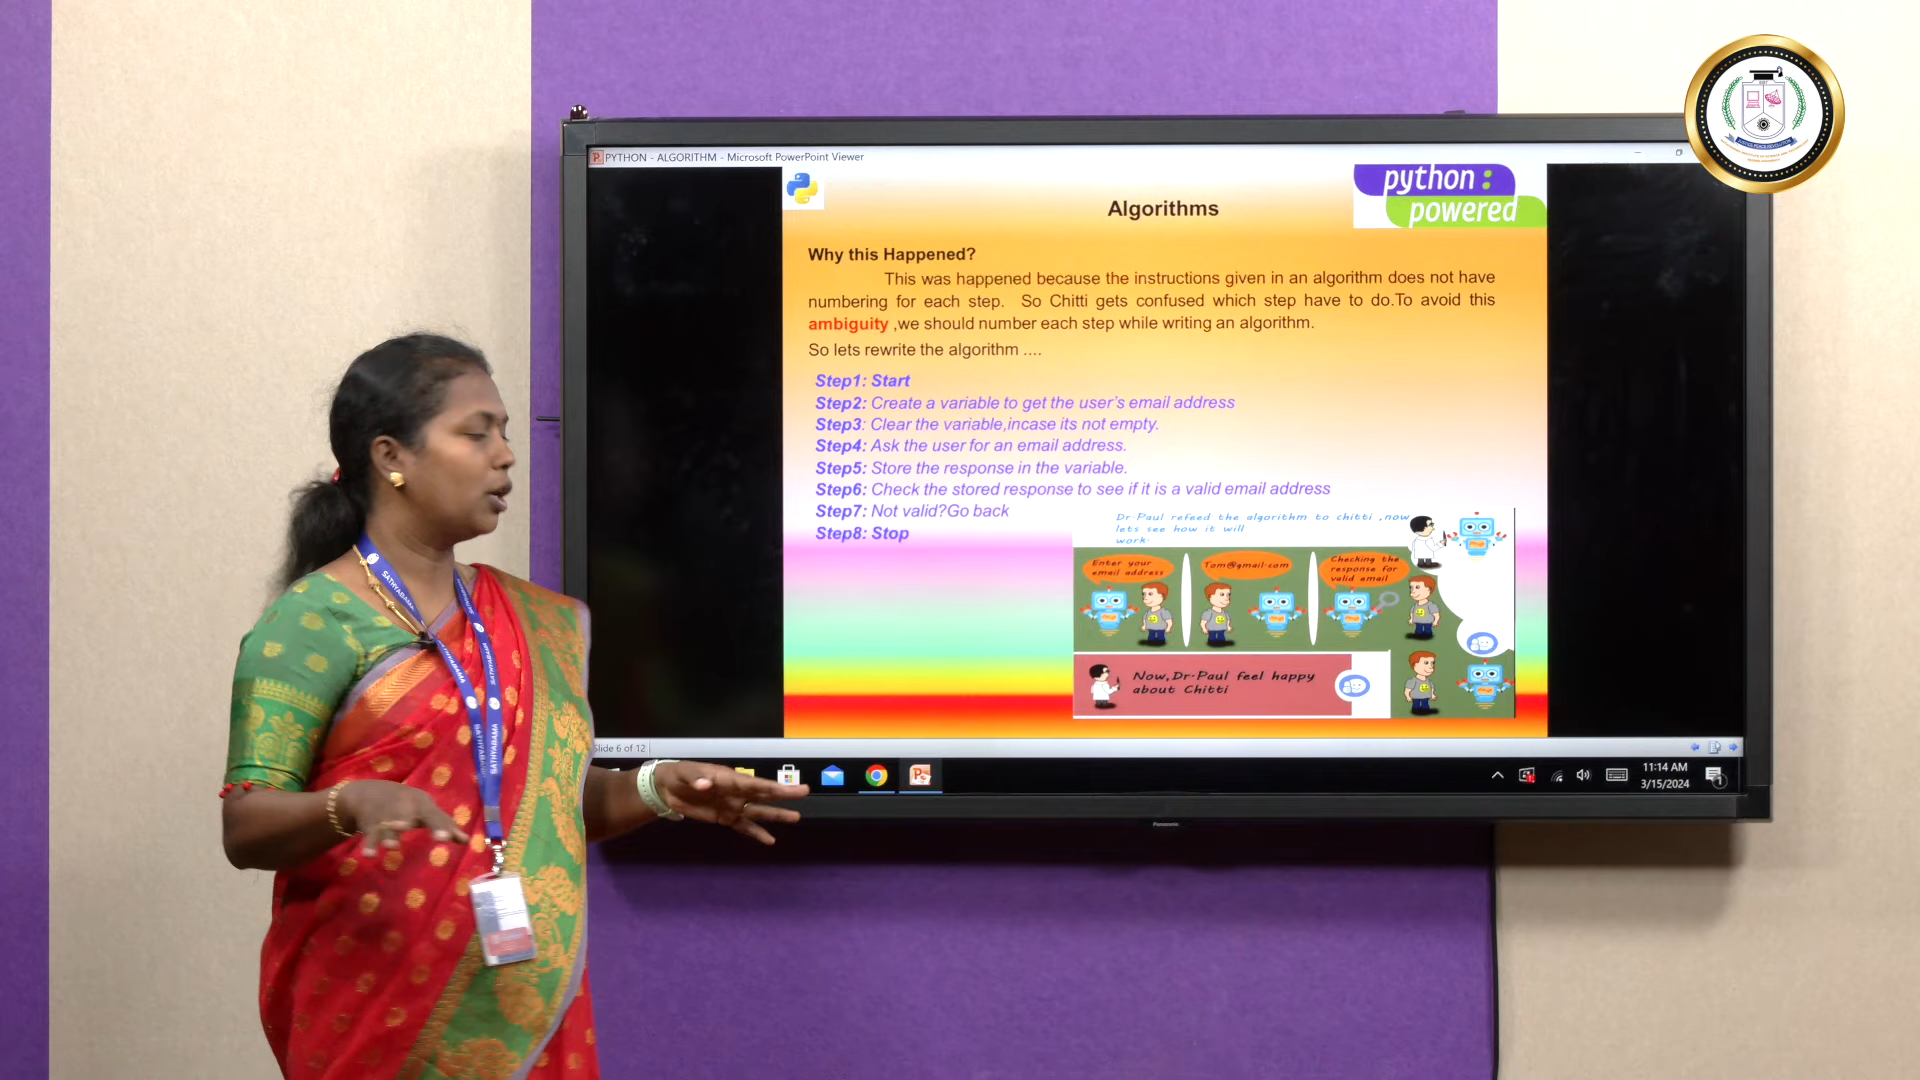 PYTHON - ALGORITHM - Microsoft PowerPoint Viewer
python:
powered
Algorithms
Why this Happened?
This was happened because the instructions given in an algorithm does not have
numbering for each step. So Chitti gets confused which step have to do.To avoid this
ambiguity ,we should number each step while writing an algorithm.
So lets rewrite the algorithm ....
Step1: Start
Step2: Create a variable to get the user's email address
Step3: Clear the variable,incase its not empty.
Step4: Ask the user for an email address.
Step5: Store the response in the variable.
Step6: Check the stored response to see if it is a valid email address
Step7: Not valid?Go back
Step8: Stop
Dr.Paul refeed the algorithm to chitti ,now
lets see how it will
work.
Enter your
email address
Tom@gmail.com
Checking the
response for
valid email
Now,Dr.Paul feel happy
about Chitti
Slide 6 of 12
11:14 AM
3/15/2024
Panasonic
SATHYABAMA
SATHYABAMA
SATHYABAMA
SATHYABAMA